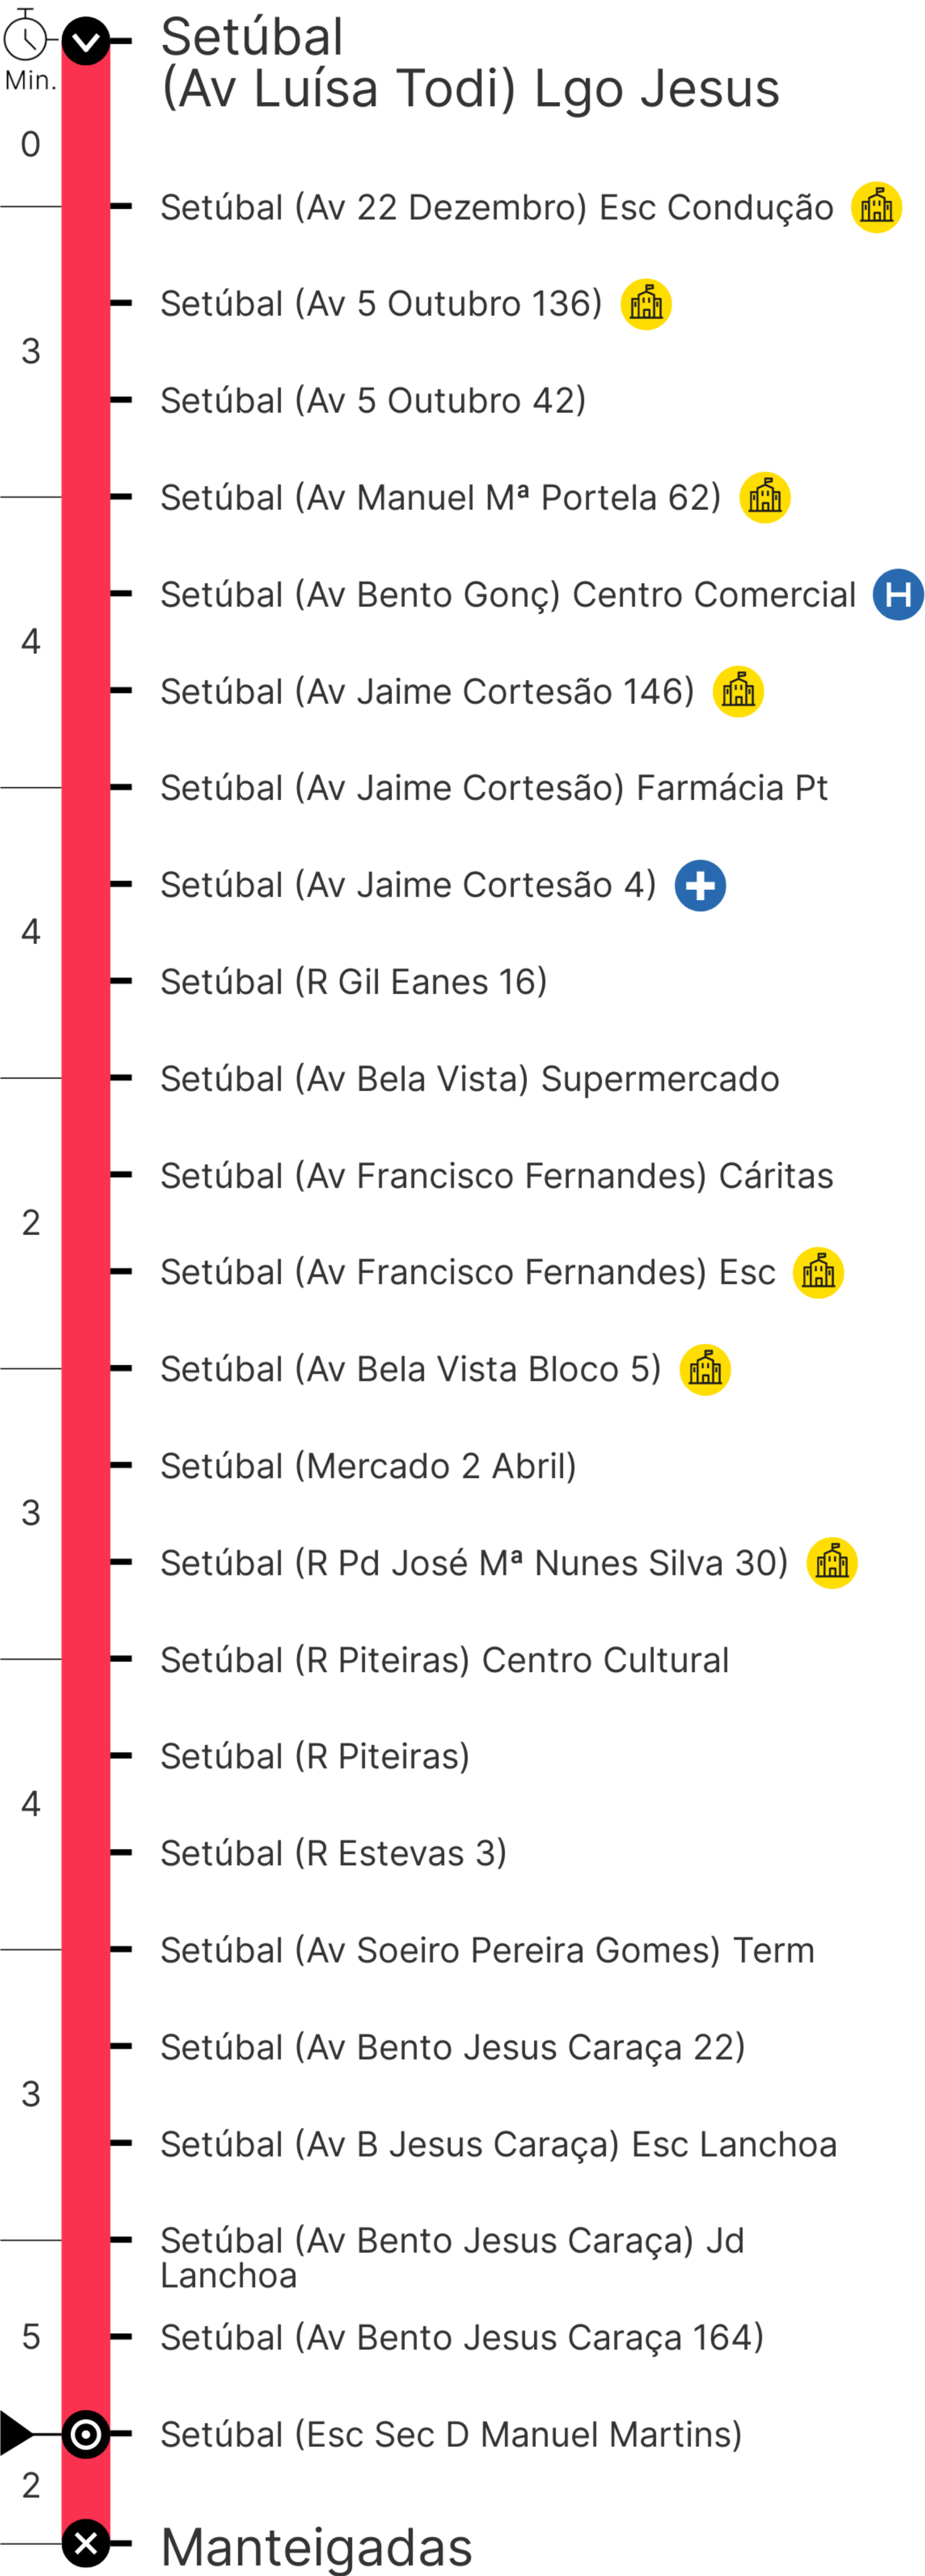 Setúbal
(Av Luísa Todi) Lgo Jesus
Min.
0
Setúbal (Av 22 Dezembro) Esc Condução
Setúbal (Av 5 Outubro 136)
3
Setúbal (Av 5 Outubro 42)
Setúbal (Av Manuel Mª Portela 62)
Setúbal (Av Bento Gonç) Centro Comercial H
4
Setúbal (Av Jaime Cortesão 146)
Setúbal (Av Jaime Cortesão) Farmácia Pt
Setúbal (Av Jaime Cortesão 4)
4
Setúbal (R Gil Eanes 16)
Setúbal (Av Bela Vista) Supermercado
Setúbal (Av Francisco Fernandes) Cáritas
2
Setúbal (Av Francisco Fernandes) Esc
Setúbal (Av Bela Vista Bloco 5)
Setúbal (Mercado 2 Abril)
3
Setúbal (R Pd José Mª Nunes Silva 30)
Setúbal (R Piteiras) Centro Cultural
Setúbal (R Piteiras)
4
Setúbal (R Estevas 3)
Setúbal (Av Soeiro Pereira Gomes) Term
Setúbal (Av Bento Jesus Caraça 22)
3
Setúbal (Av B Jesus Caraça) Esc Lanchoa
Setúbal (Av Bento Jesus Caraça) Jd
Lanchoa
5
Setúbal (Av Bento Jesus Caraça 164)
Setúbal (Esc Sec D Manuel Martins)
2
Manteigadas